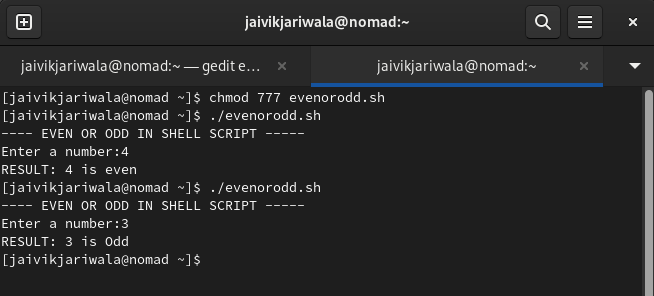 jaivikjariwala@nomad:~
jaivikjariwala@nomad:~ — gedit e...
jaivikjariwala@nomad:~
[jaivikjariwala@nomad ~]$ chmod 777 evenorodd.sh
[jaivikjariwala@nomad ~]$ ./evenorodd.sh
---- EVEN OR ODD IN SHELL SCRIPT -----
Enter a number:4
RESULT: 4 is even
[jaivikjariwala@nomad ~]$ ./evenorodd.sh
---- EVEN OR ODD IN SHELL SCRIPT -----
Enter a number:3
RESULT: 3 is Odd
[jaivikjariwala@nomad ~]$